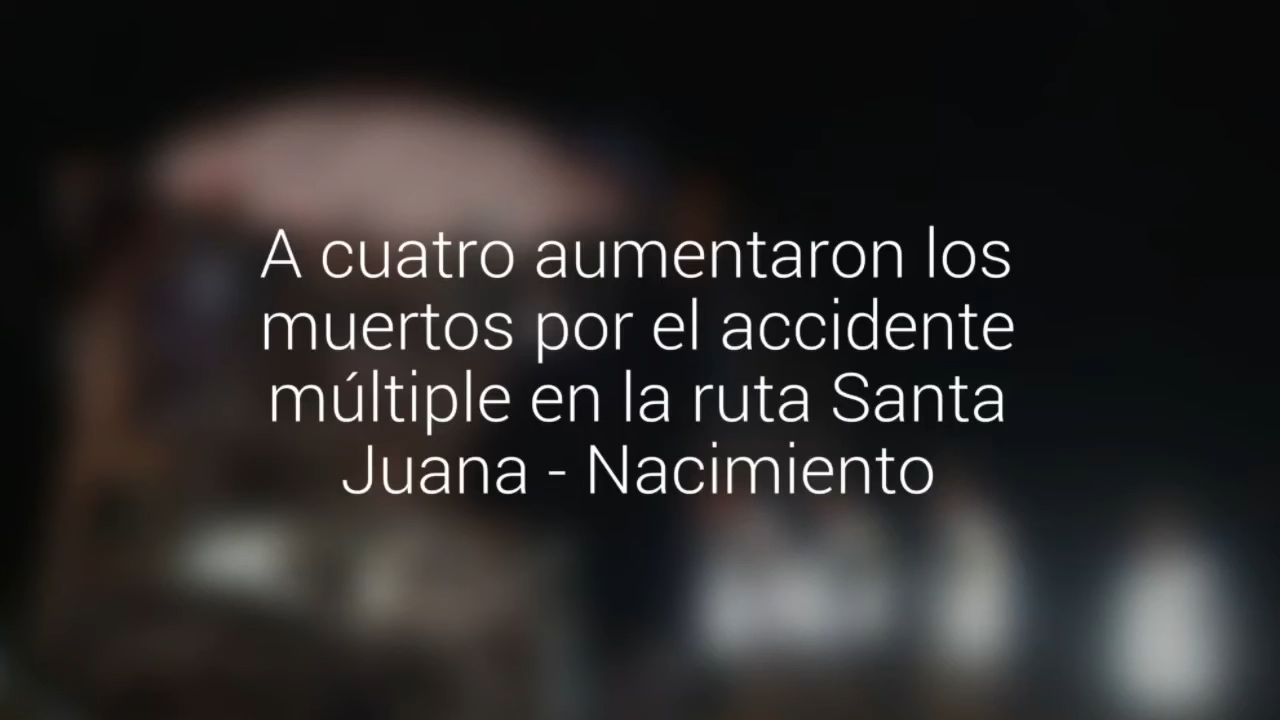 A cuatro aumentaron los
muertos por el accidente
múltiple en la ruta Santa
Juana - Nacimiento